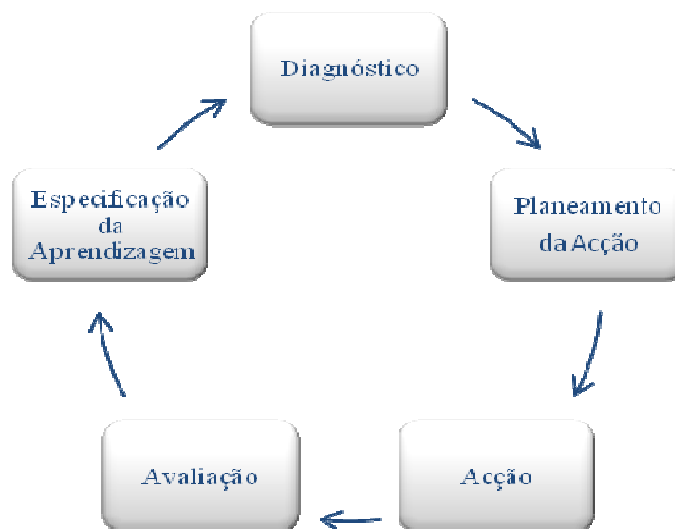 Diagnóstico
Planeamento
da Acção
Acção
Avaliação
Especificação
da
Aprendizagem